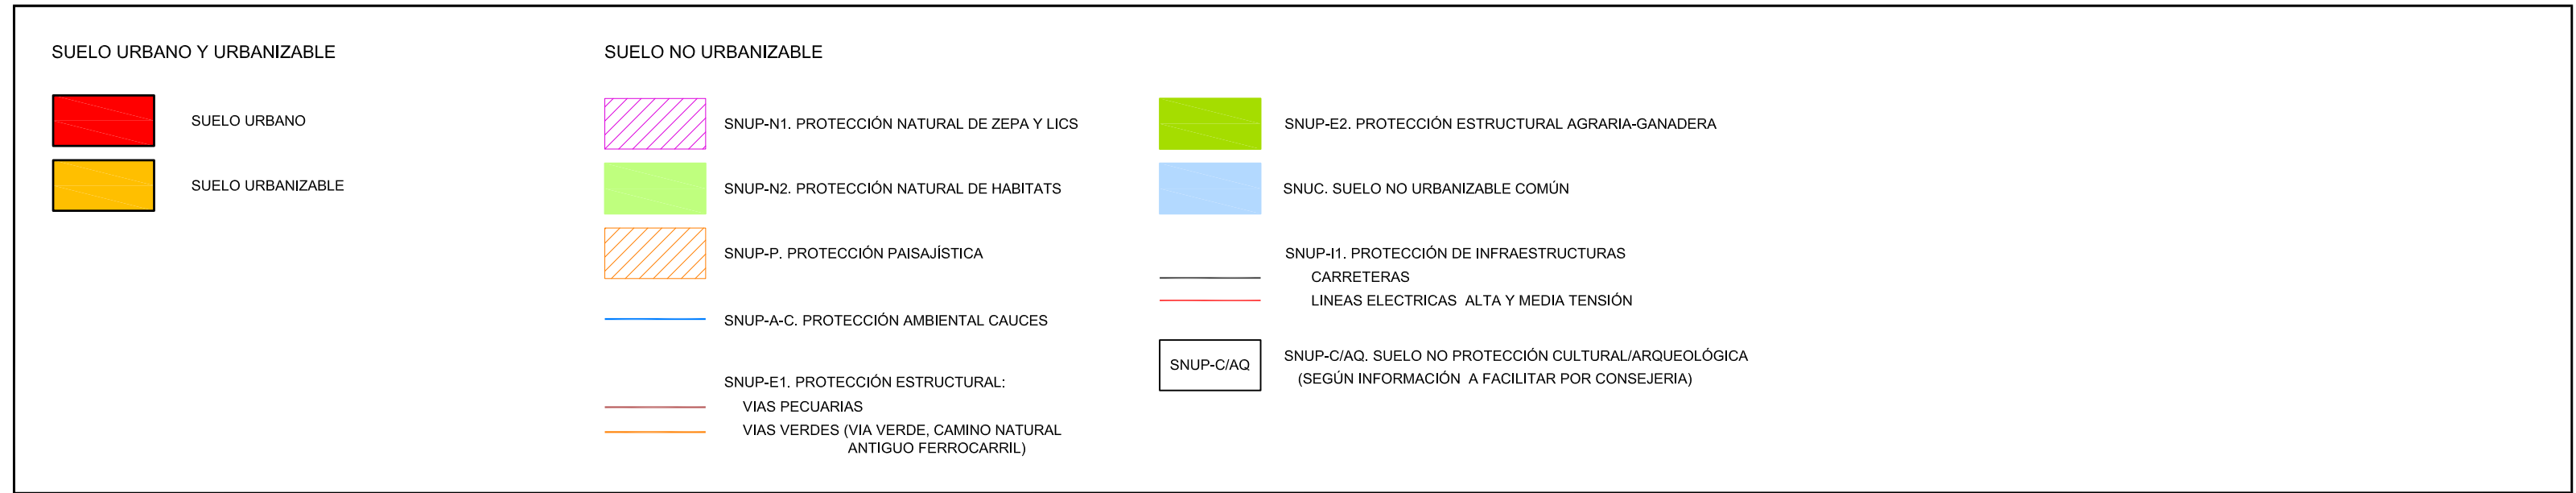 SUELO URBANO Y URBANIZABLE
SUELO URBANO
SUELO URBANIZABLE
SUELO NO URBANIZABLE
SNUP-N1. PROTECCIÓN NATURAL DE ZEPA Y LICS
SNUP-N2. PROTECCIÓN NATURAL DE HABITATS
SNUP-P. PROTECCIÓN PAISAJÍSTICA
SNUP-A-C. PROTECCIÓN AMBIENTAL CAUCES
SNUP-E1. PROTECCIÓN ESTRUCTURAL:
VIAS PECUARIAS
VIAS VERDES (VIA VERDE, CAMINO NATURAL
ANTIGUO FERROCARRIL)
SNUP-E2. PROTECCIÓN ESTRUCTURAL AGRARIA-GANADERA
SNUC. SUELO NO URBANIZABLE COMÚN
SNUP-I1. PROTECCIÓN DE INFRAESTRUCTURAS
CARRETERAS
LINEAS ELECTRICAS ALTA Y MEDIA TENSIÓN
SNUP-C/AQ
SNUP-C/AQ. SUELO NO PROTECCIÓN CULTURAL/ARQUEOLÓGICA
(SEGÚN INFORMACIÓN A FACILITAR POR CONSEJERIA)